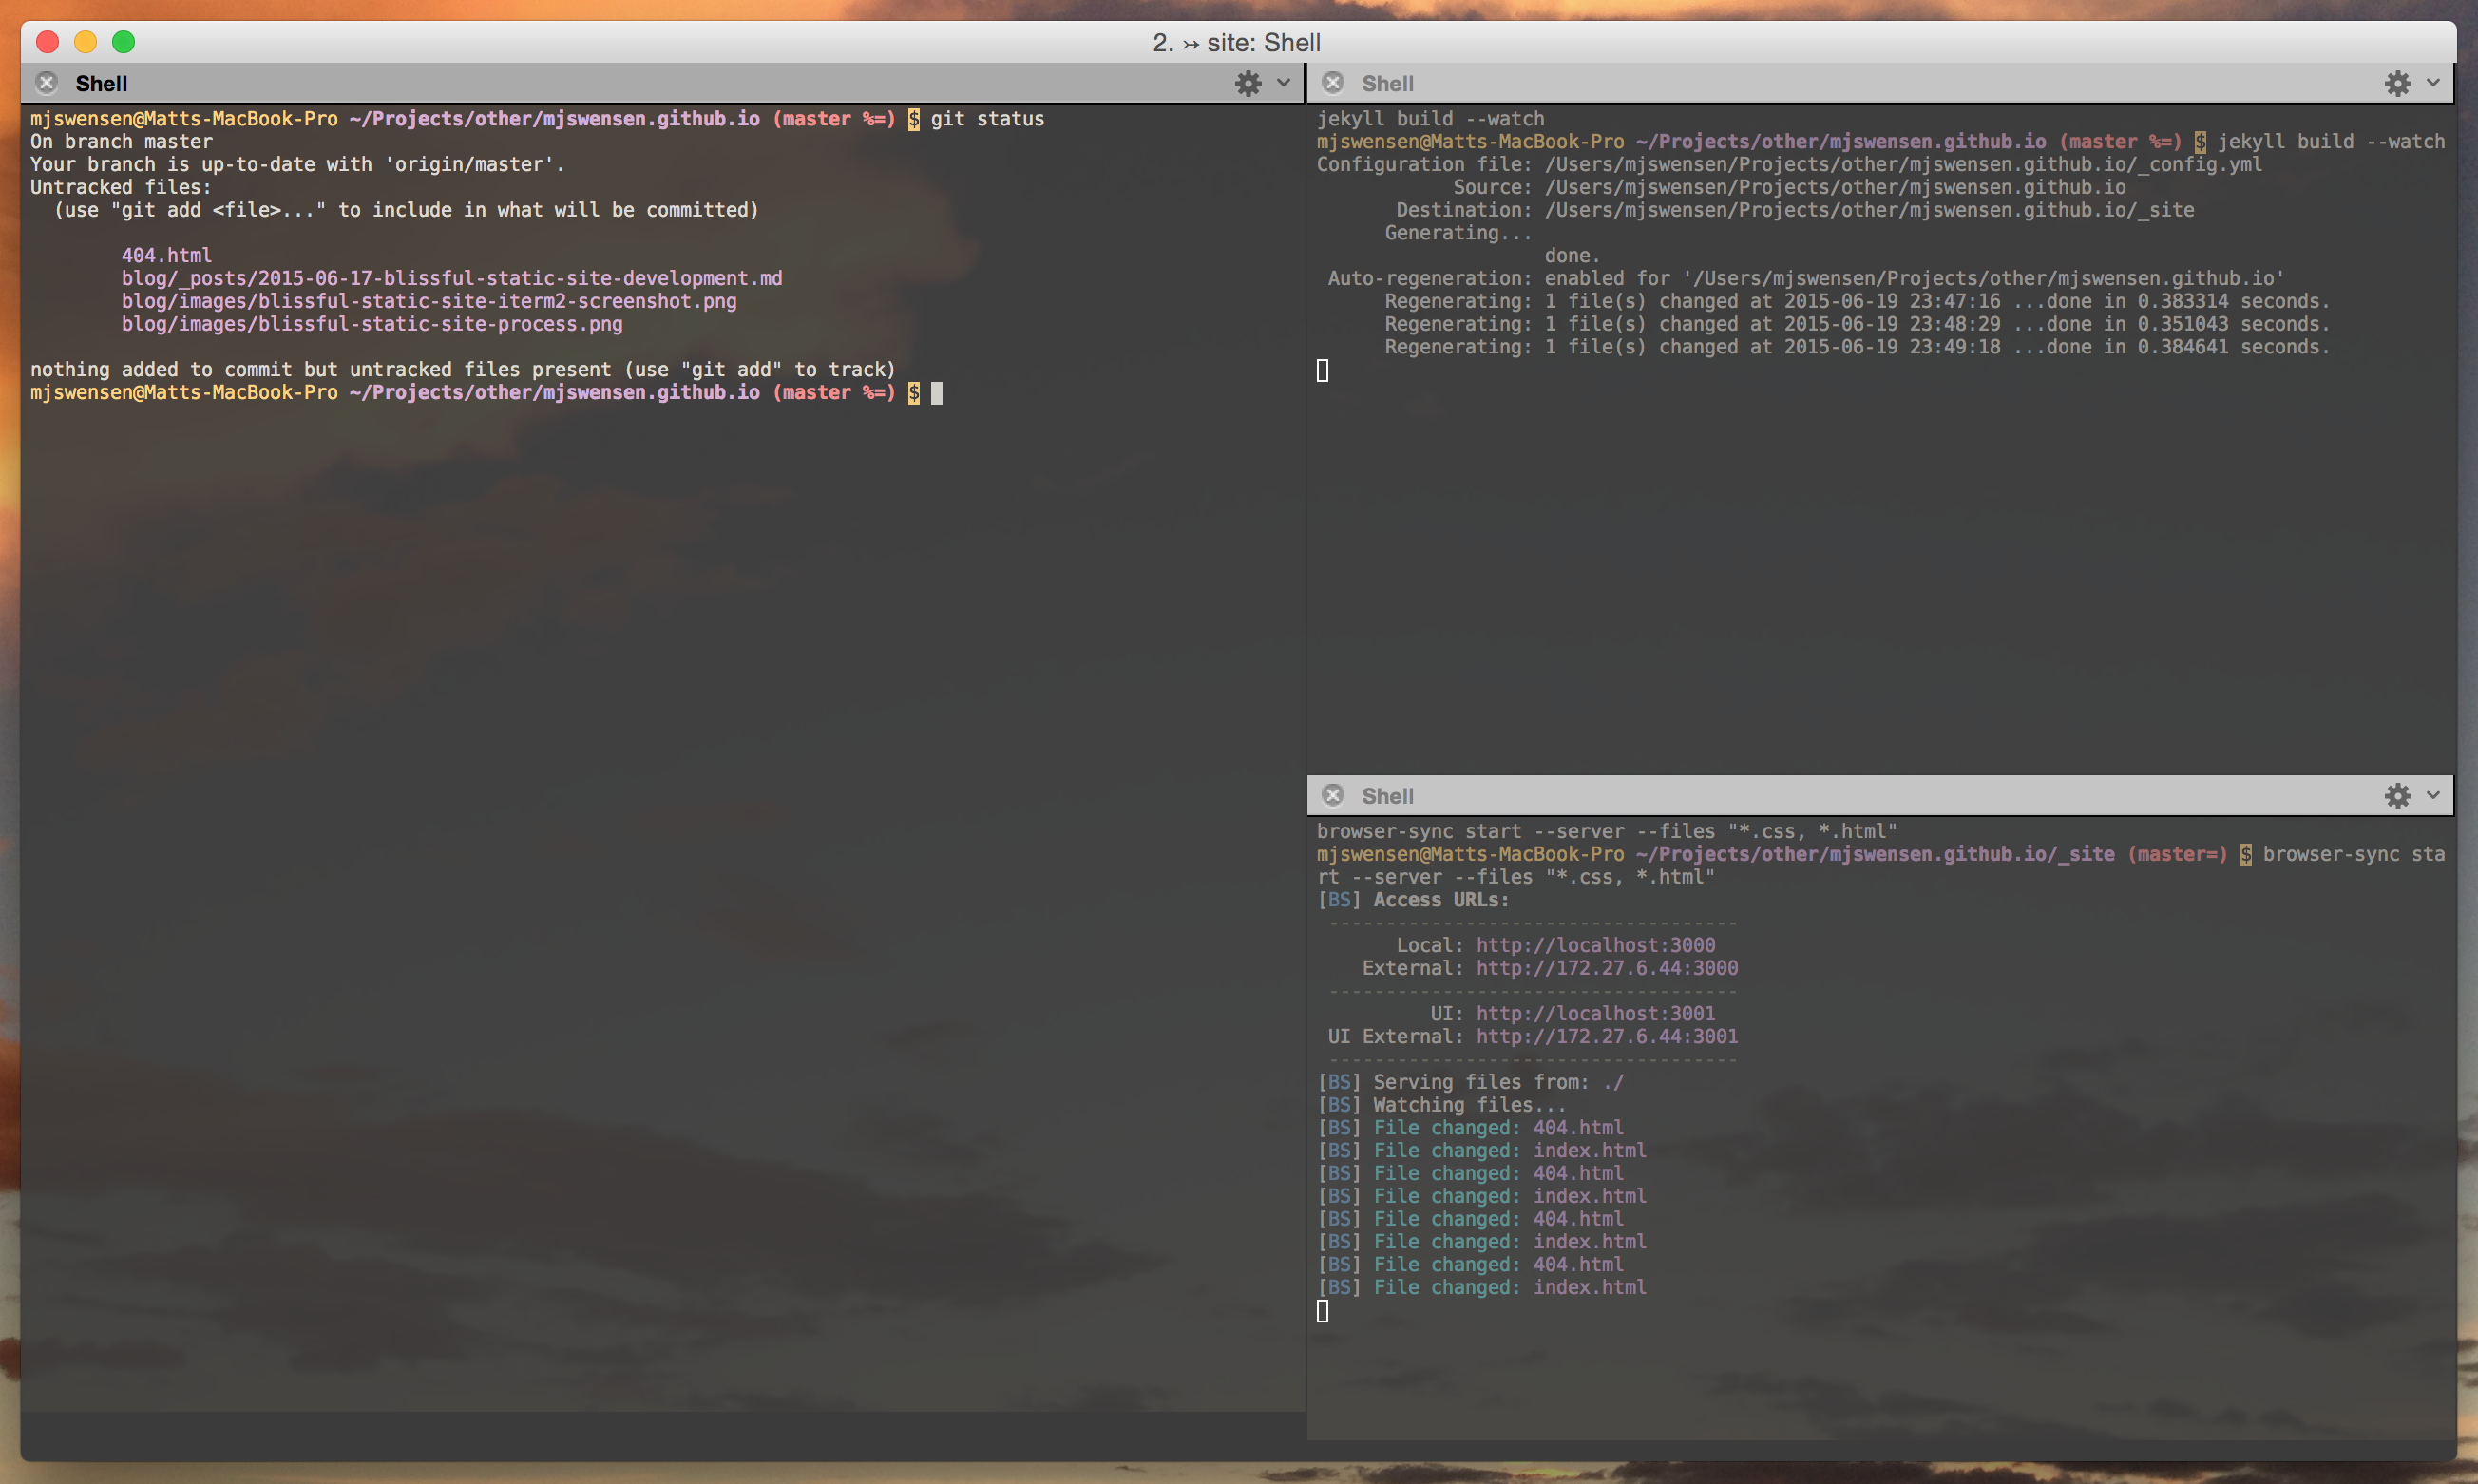 2. ↣ site: Shell
Shell
mjswensen@Matts-MacBook-Pro ~/Projects/other/mjswensen.github.io (master %=) $ git status
On branch master
Your branch is up-to-date with 'origin/master'.
Untracked files:
  (use "git add <file>..." to include in what will be committed)
        404.html
        blog/_posts/2015-06-17-blissful-static-site-development.md
        blog/images/blissful-static-site-iterm2-screenshot.png
        blog/images/blissful-static-site-process.png
nothing added to commit but untracked files present (use "git add" to track)
mjswensen@Matts-MacBook-Pro ~/Projects/other/mjswensen.github.io (master %=) $
Shell
jekyll build --watch
mjswensen@Matts-MacBook-Pro ~/Projects/other/mjswensen.github.io (master %=) $ jekyll build --watch
Configuration file: /Users/mjswensen/Projects/other/mjswensen.github.io/_config.yml
            Source: /Users/mjswensen/Projects/other/mjswensen.github.io
       Destination: /Users/mjswensen/Projects/other/mjswensen.github.io/_site
      Generating...
                    done.
 Auto-regeneration: enabled for '/Users/mjswensen/Projects/other/mjswensen.github.io'
      Regenerating: 1 file(s) changed at 2015-06-19 23:47:16 ...done in 0.383314 seconds.
      Regenerating: 1 file(s) changed at 2015-06-19 23:48:29 ...done in 0.351043 seconds.
      Regenerating: 1 file(s) changed at 2015-06-19 23:49:18 ...done in 0.384641 seconds.
Shell
browser-sync start --server --files "*.css, *.html"
mjswensen@Matts-MacBook-Pro ~/Projects/other/mjswensen.github.io/_site (master=) $ browser-sync sta
rt --server --files "*.css, *.html"
[BS] Access URLs:
 ------------------------------------
       Local: http://localhost:3000
    External: http://172.27.6.44:3000
 ------------------------------------
          UI: http://localhost:3001
 UI External: http://172.27.6.44:3001
 ------------------------------------
[BS] Serving files from: ./
[BS] Watching files...
[BS] File changed: 404.html
[BS] File changed: index.html
[BS] File changed: 404.html
[BS] File changed: index.html
[BS] File changed: 404.html
[BS] File changed: index.html
[BS] File changed: 404.html
[BS] File changed: index.html